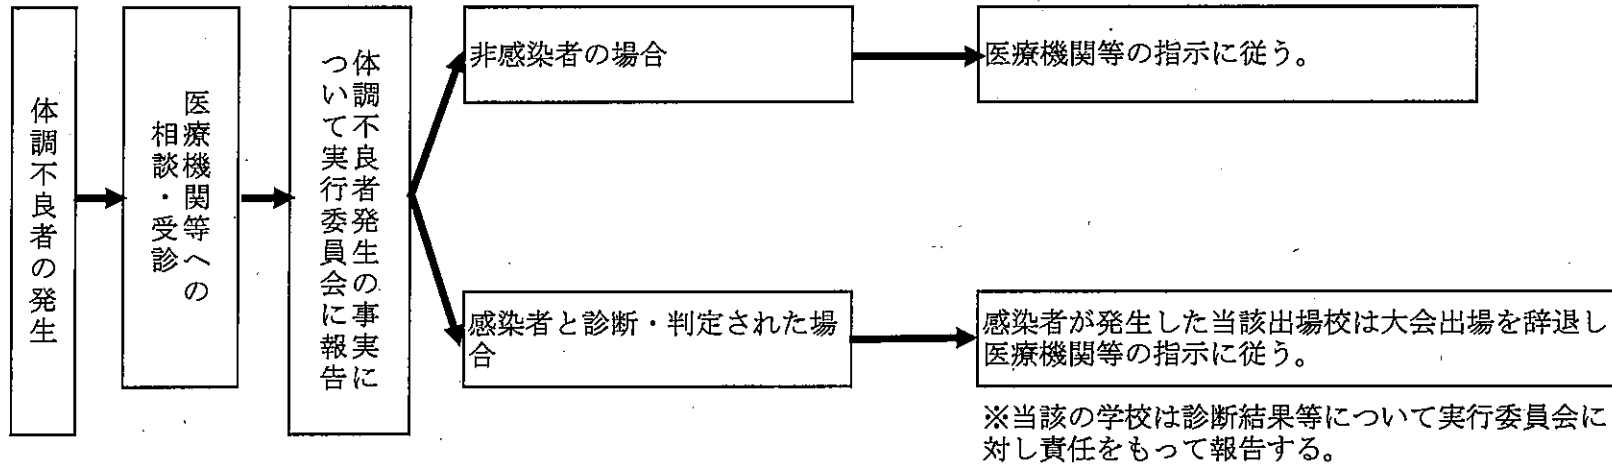 体調不良者の発生
医療機関等への
相談・受診
体調不良者発生の事実に
ついて実行委員会に報告
非感染者の場合
医療機関等の指示に従う。
感染者と診断・判定された場
合
感染者が発生した当該出場校は大会出場を辞退し
医療機関等の指示に従う。
※当該の学校は診断結果等について実行委員会に
対し責任をもって報告する。